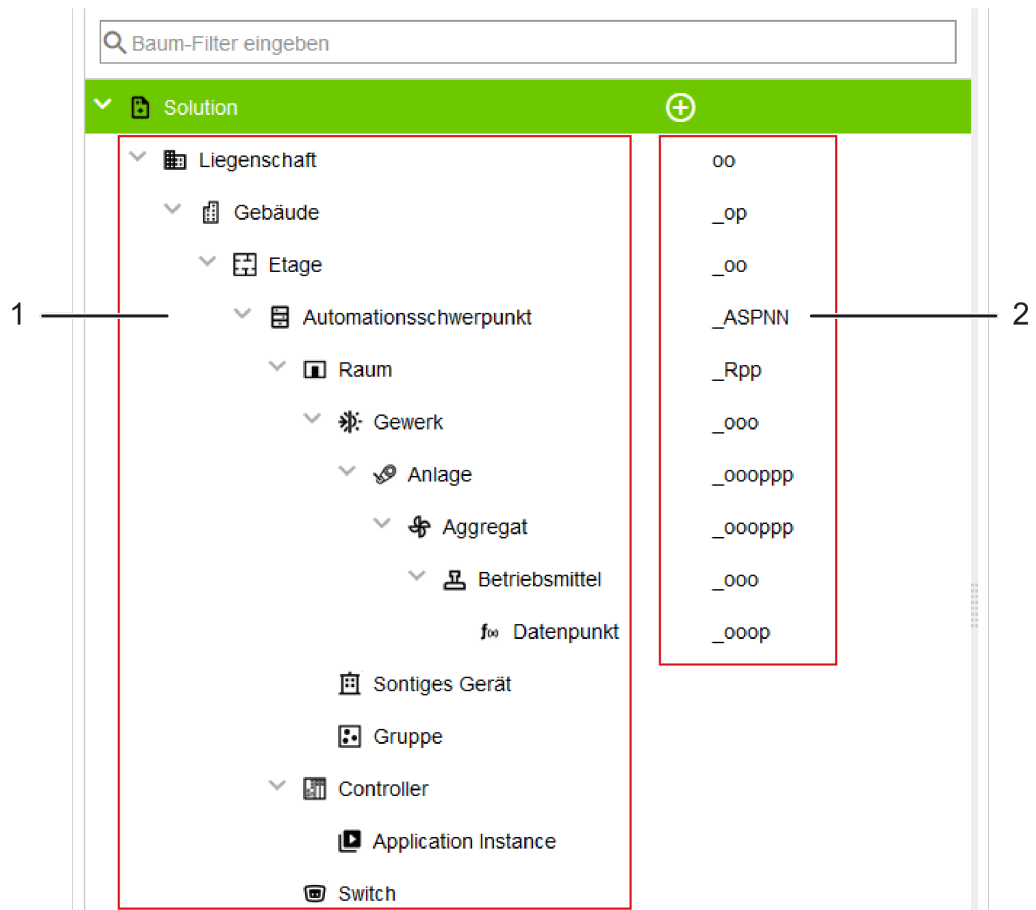 Baum-Filter eingeben
Solution
Liegenschaft oo
Gebäude _op
Etage _oo
1 Automationsschwerpunkt _ASPNN 2
Raum _Rpp
Gewerk _ooo
Anlage _oooppp
Aggregat _oooppp
Betriebsmittel _ooo
f(x) Datenpunkt _ooop
Sontiges Gerät
Gruppe
Controller
Application Instance
Switch